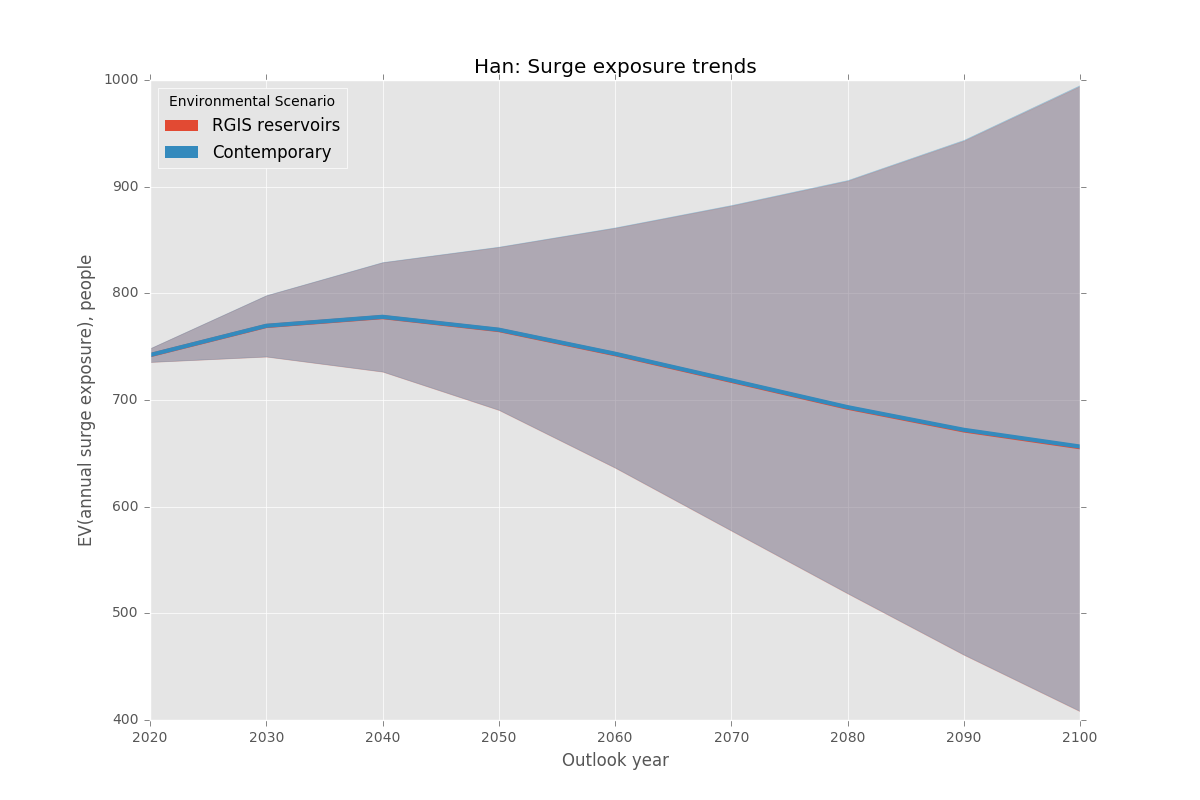 Han: Surge exposure trends
Environmental Scenario
RGIS reservoirs
Contemporary
EV(annual surge exposure), people
1000
900
800
700
600
500
400
2020 2030 2040 2050 2060 2070 2080 2090 2100
Outlook year